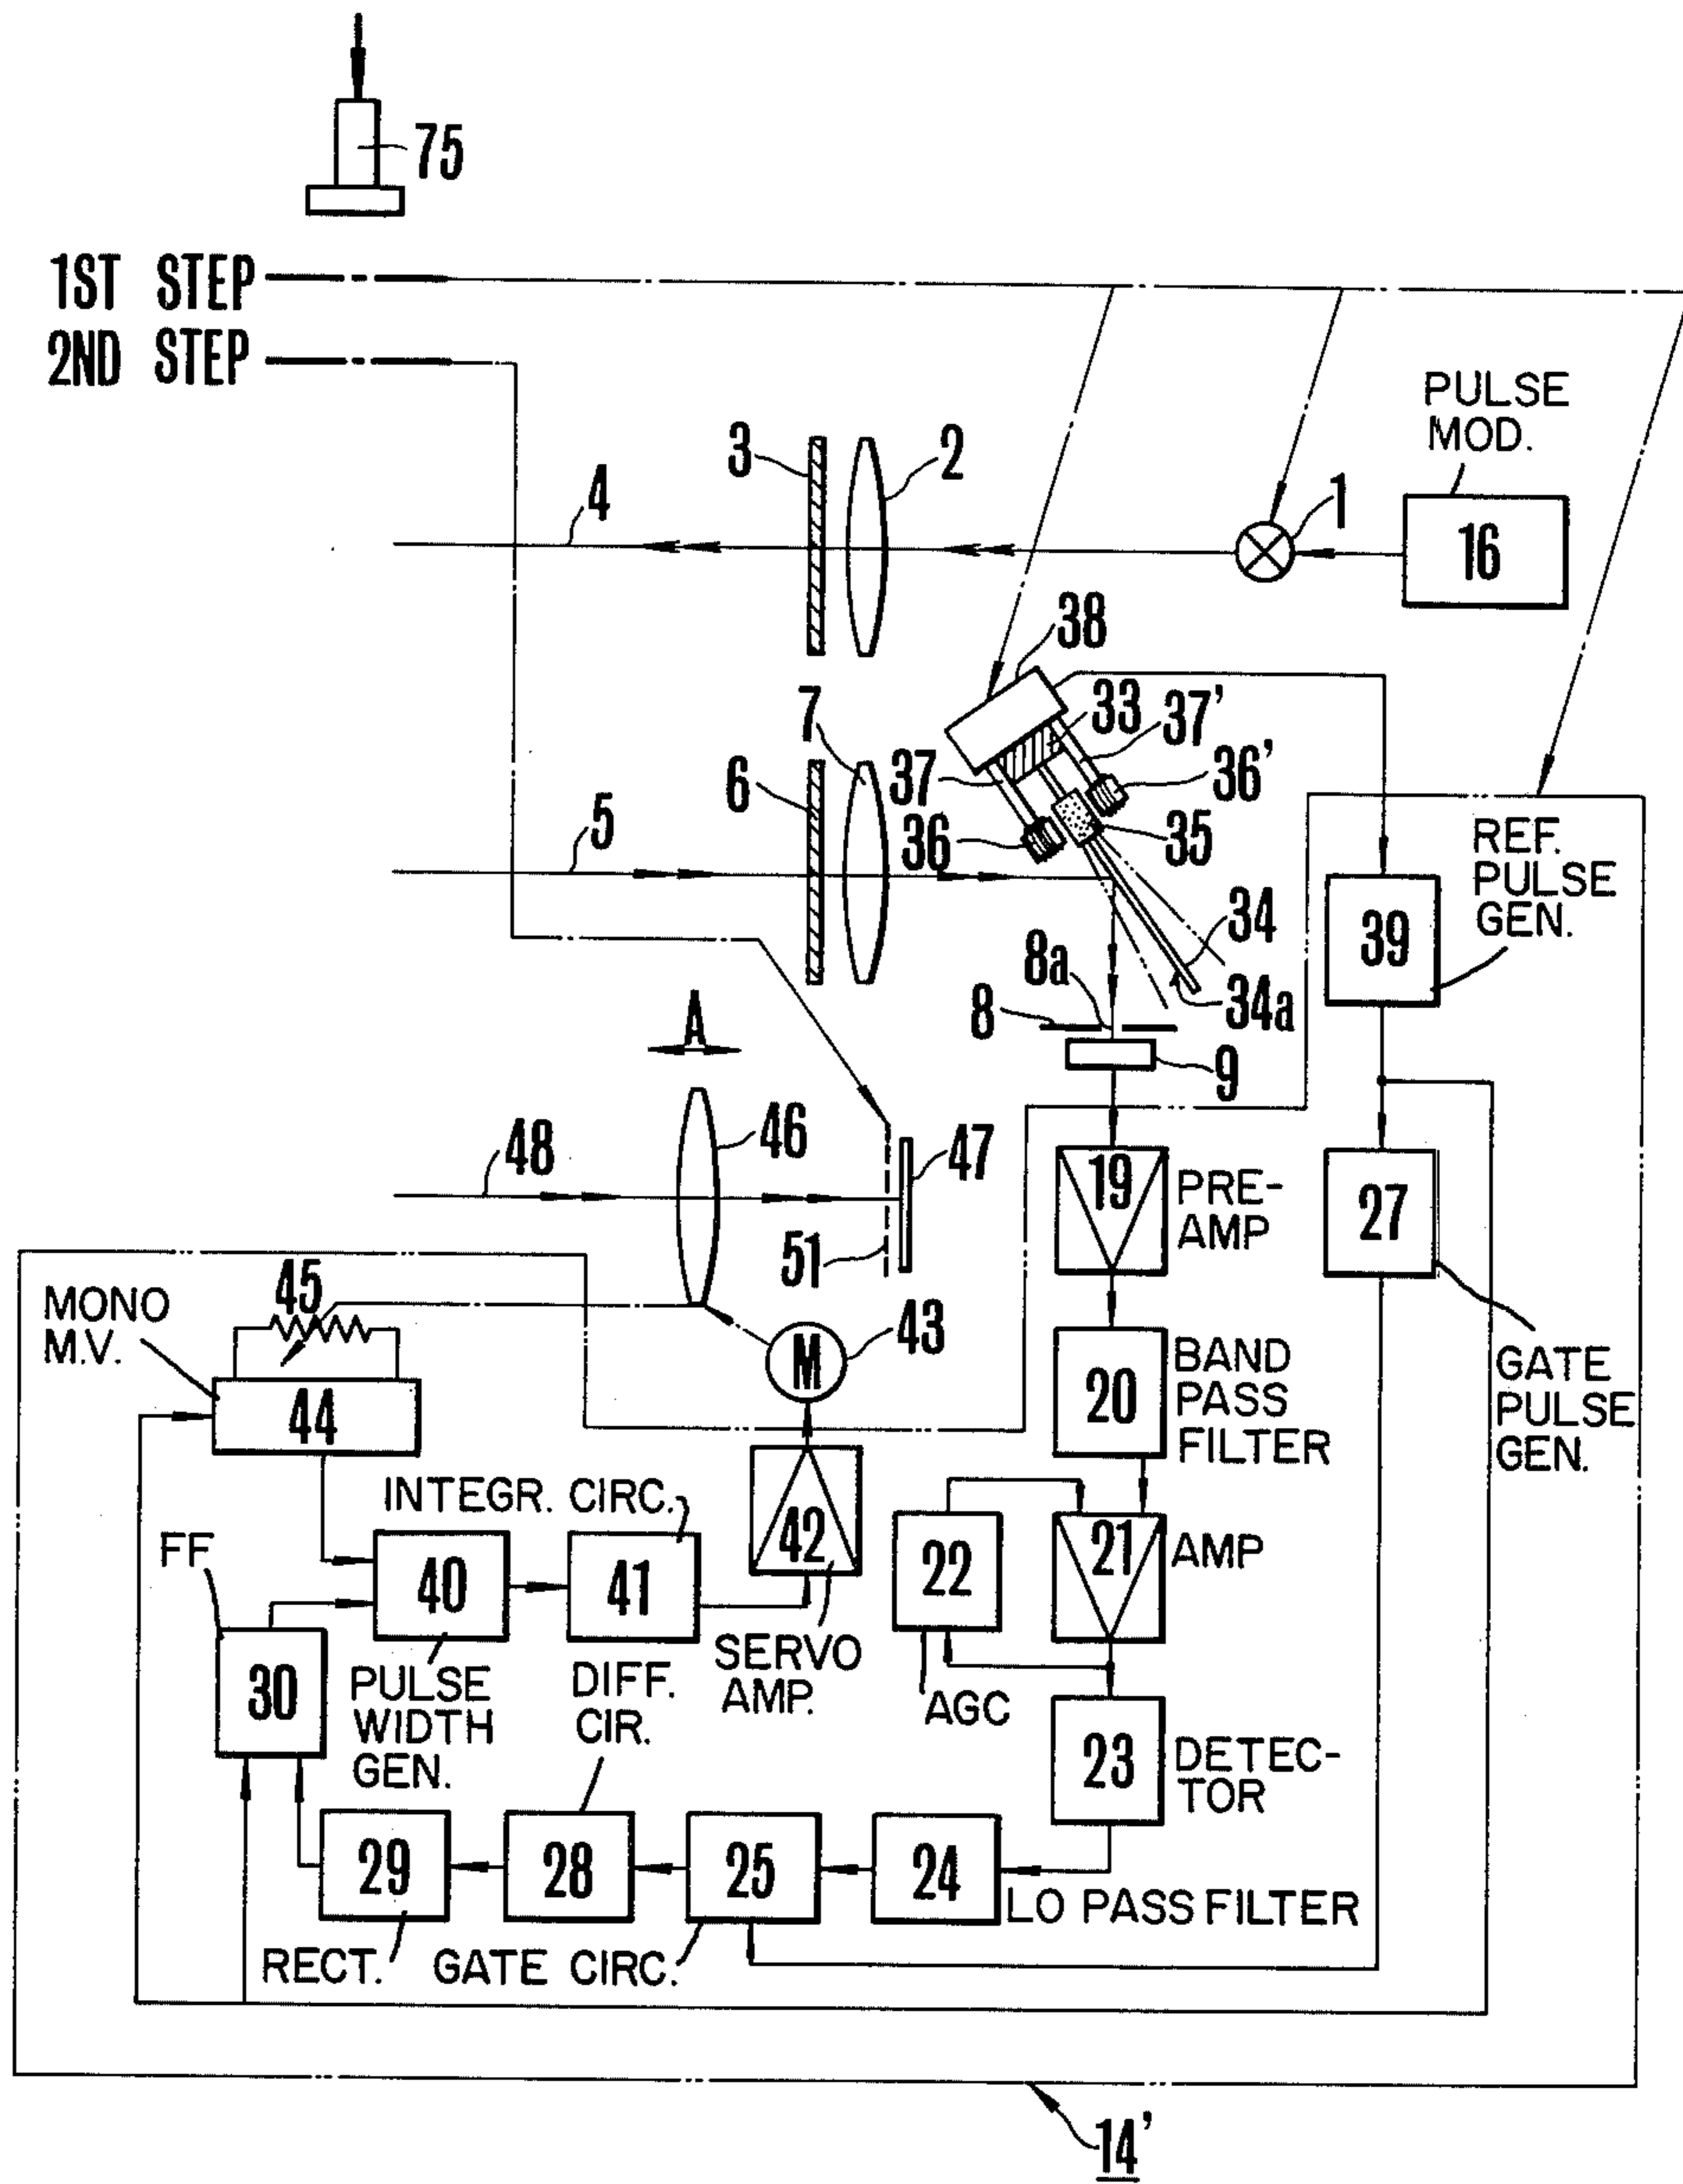 75
1ST STEP
2ND STEP
PULSE
MOD.
3
2
4
1
16
38
7
33
37'
6
37
36'
5
36
35
REF.
PULSE
GEN.
39
34
8a
8
34a
A
9
46
48
47
19
PRE-
AMP
27
51
45
MONO
M.V.
43
M
44
20
BAND
PASS
FILTER
GATE
PULSE
GEN.
INTEGR. CIRC.
42
FF
40
41
22
21
AMP
30
PULSE
WIDTH
GEN.
DIFF.
CIR.
SERVO
AMP.
AGC
23
DETEC-
TOR
29
28
25
24
LO PASS FILTER
RECT.
GATE CIRC.
14'